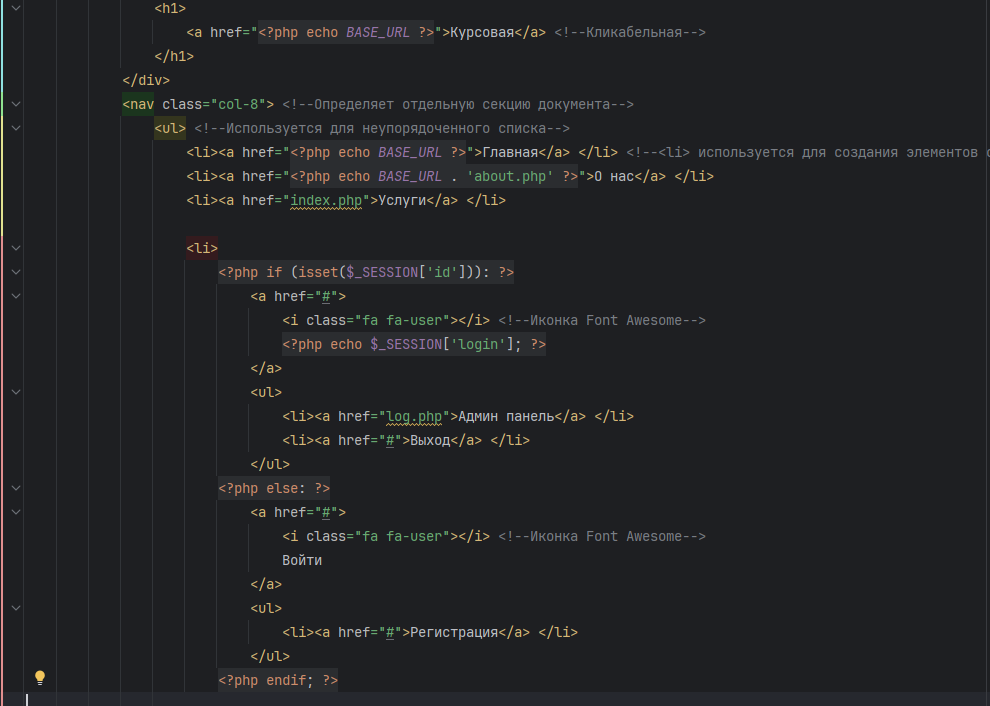 <h1>
<a href="<?php echo BASE_URL ?>">Курсовая</a> <!--Кликабельная-->
</h1>
</div>
<nav class="col-8"> <!--Определяет отдельную секцию документа-->
<ul> <!--Используется для неупорядоченного списка-->
<li><a href="<?php echo BASE_URL ?>">Главная</a> </li> <!--<li> используется для создания элементов
<li><a href="<?php echo BASE_URL . 'about.php' ?>">О нас</a> </li>
<li><a href="index.php">Услуги</a> </li>
<li>
<?php if (isset($_SESSION['id'])): ?>
<a href="#">
<i class="fa fa-user"></i> <!--Иконка Font Awesome-->
<?php echo $_SESSION['login']; ?>
</a>
<ul>
<li><a href="log.php">Админ панель</a> </li>
<li><a href="#">Выход</a> </li>
</ul>
<?php else: ?>
<a href="#">
<i class="fa fa-user"></i> <!--Иконка Font Awesome-->
Войти
</a>
<ul>
<li><a href="#">Регистрация</a> </li>
</ul>
<?php endif; ?>